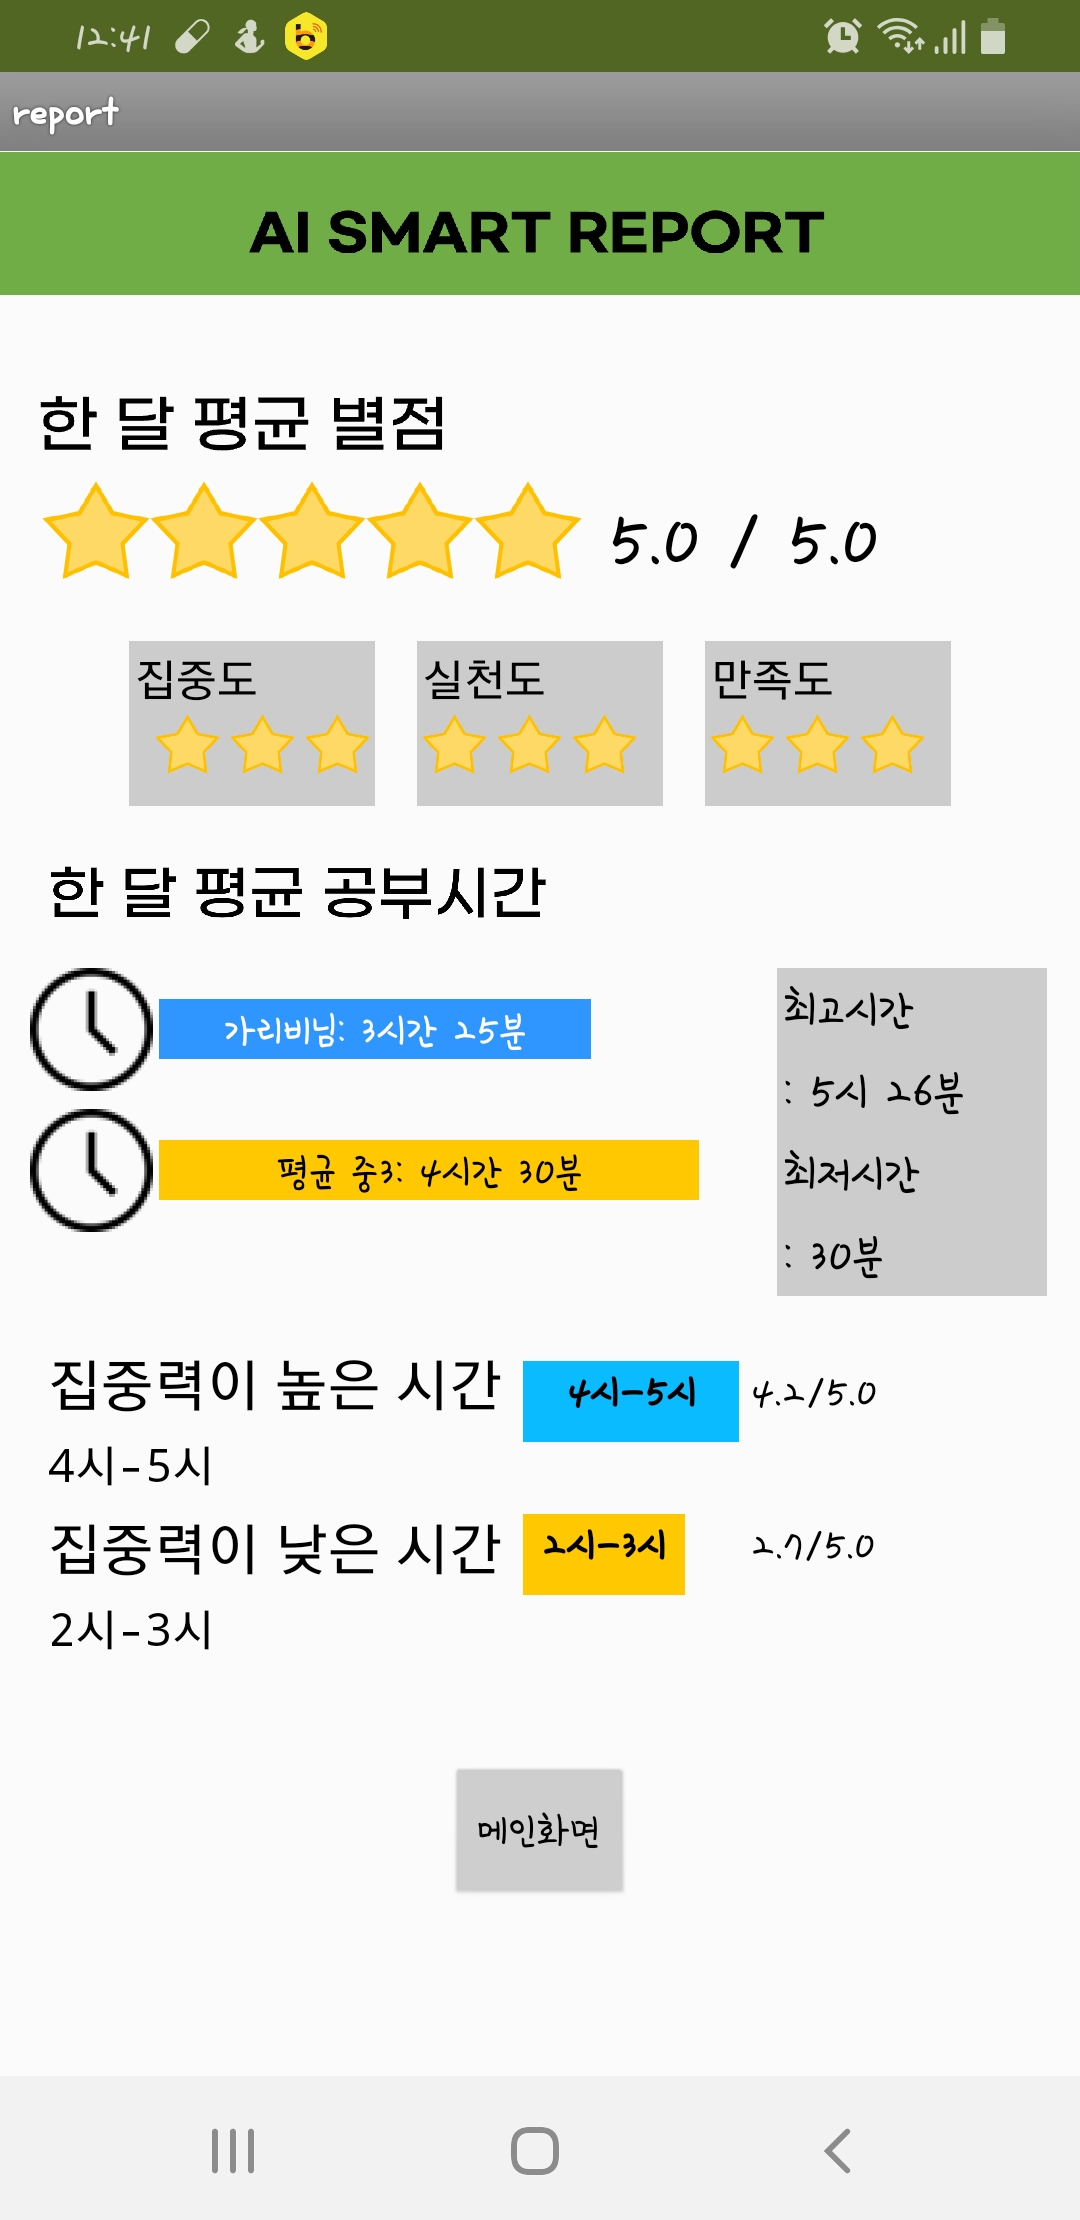 12:41
report
AI SMART REPORT
한 달 평균 별점
5.0 / 5.0
집중도
실천도
만족도
한 달 평균 공부시간
가리비님: 3시간 25분
평균 중3: 4시간 30분
최고시간
: 5시 26분
최저시간
: 30분
집중력이 높은 시간
4시-5시
4.2/5.0
4시-5시
집중력이 낮은 시간
2시-3시
2.7/5.0
2시-3시
메인화면